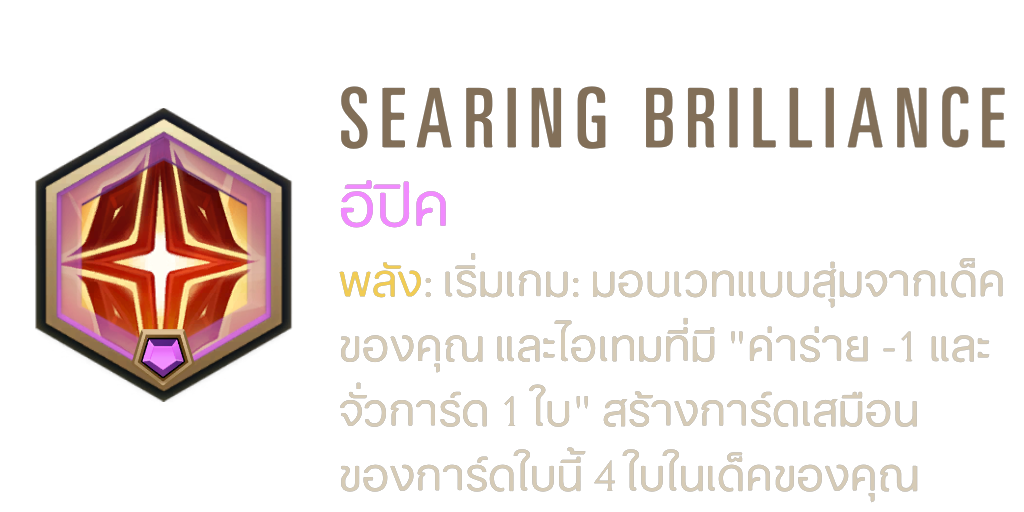 SEARING BRILLIANCE
อีปิค
พลัง: เริ่มเกม: มอบเวทแบบสุ่มจากเด็ค
ของคุณ และไอเทมที่มี "ค่าร่าย -1 และ
จั่วการ์ด 1 ใบ" สร้างการ์ดเสมือน
ของการ์ดใบนี้ 4 ใบในเด็คของคุณ